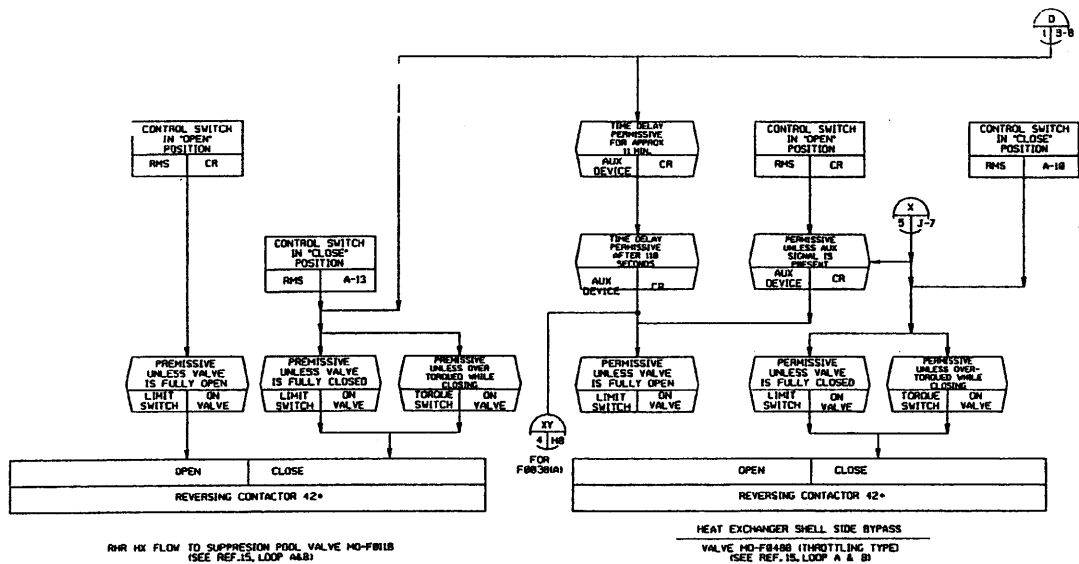 D
1 B-8
CONTROL SWITCH
IN "OPEN"
POSITION
RMS CR
TIME DELAY
PERMISSIVE
FOR APPROX
11 MIN.
AUX
DEVICE CR
CONTROL SWITCH
IN "OPEN"
POSITION
RMS CR
CONTROL SWITCH
IN "CLOSE"
POSITION
RMS A-10
X
5 J-7
CONTROL SWITCH
IN "CLOSE"
POSITION
RMS A-13
TIME DELAY
PERMISSIVE
AFTER 110
SECONDS
AUX
DEVICE CR
PERMISSIVE
UNLESS AUX
SIGNAL IS
PRESENT
AUX
DEVICE CR
PREMISSIVE
UNLESS VALVE
IS FULLY OPEN
LIMIT
SWITCH
ON
VALVE
PREMISSIVE
UNLESS VALVE
IS FULLY CLOSED
LIMIT
SWITCH
ON
VALVE
PREMISSIVE
UNLESS OVER
TORQUED WHILE
CLOSING
TORQUE
SWITCH
ON
VALVE
PERMISSIVE
UNLESS VALVE
IS FULLY OPEN
LIMIT
SWITCH
ON
VALVE
PERMISSIVE
UNLESS VALVE
IS FULLY CLOSED
LIMIT
SWITCH
ON
VALVE
PERMISSIVE
UNLESS OVER-
TORQUED WHILE
CLOSING
TORQUE
SWITCH
ON
VALVE
XY
4 H8
FOR
OPEN CLOSE
REVERSING CONTACTOR 42*
OPEN CLOSE
REVERSING CONTACTOR 42*
RHR HX FLOW TO SUPPRESION POOL VALVE
(SEE REF.15, LOOP A&B)
HEAT EXCHANGER SHELL SIDE BYPASS
VALVE (THROTTLING TYPE)
(SEE REF.15, LOOP A & B)